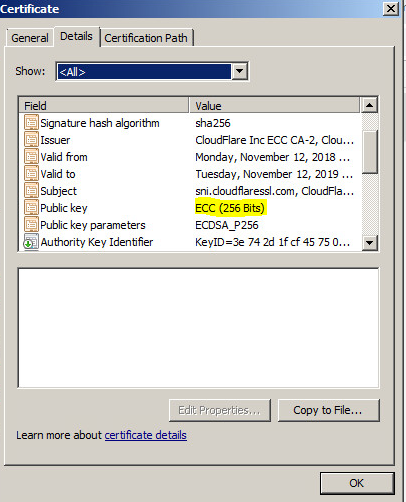 Certificate
General Details Certification Path
Show: <All>
Field Value
Signature hash algorithm sha256
Issuer CloudFlare Inc ECC CA-2, Clou...
Valid from Monday, November 12, 2018 ...
Valid to Tuesday, November 12, 2019 ...
Subject sni.cloudflaressl.com, CloudFla...
Public key ECC (256 Bits)
Public key parameters ECDSA_P256
Authority Key Identifier KeyID=3e 74 2d 1f cf 45 75 0...
Edit Properties... Copy to File...
Learn more about certificate details
OK